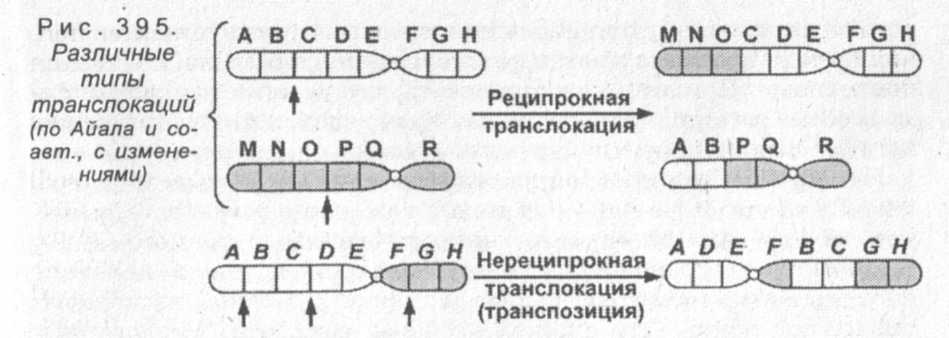 Рис 395.
Различные
типы
транслокаций
(по Айала и со-
авт., с измене-
ниями)
A B C D E F G H
M N O P Q R
Реципрокная
транслокация
M N O C D E F G H
A B P Q R
A B C D E F G H
Нереципрокная
транслокация
(транспозиция)
A D E F B C G H